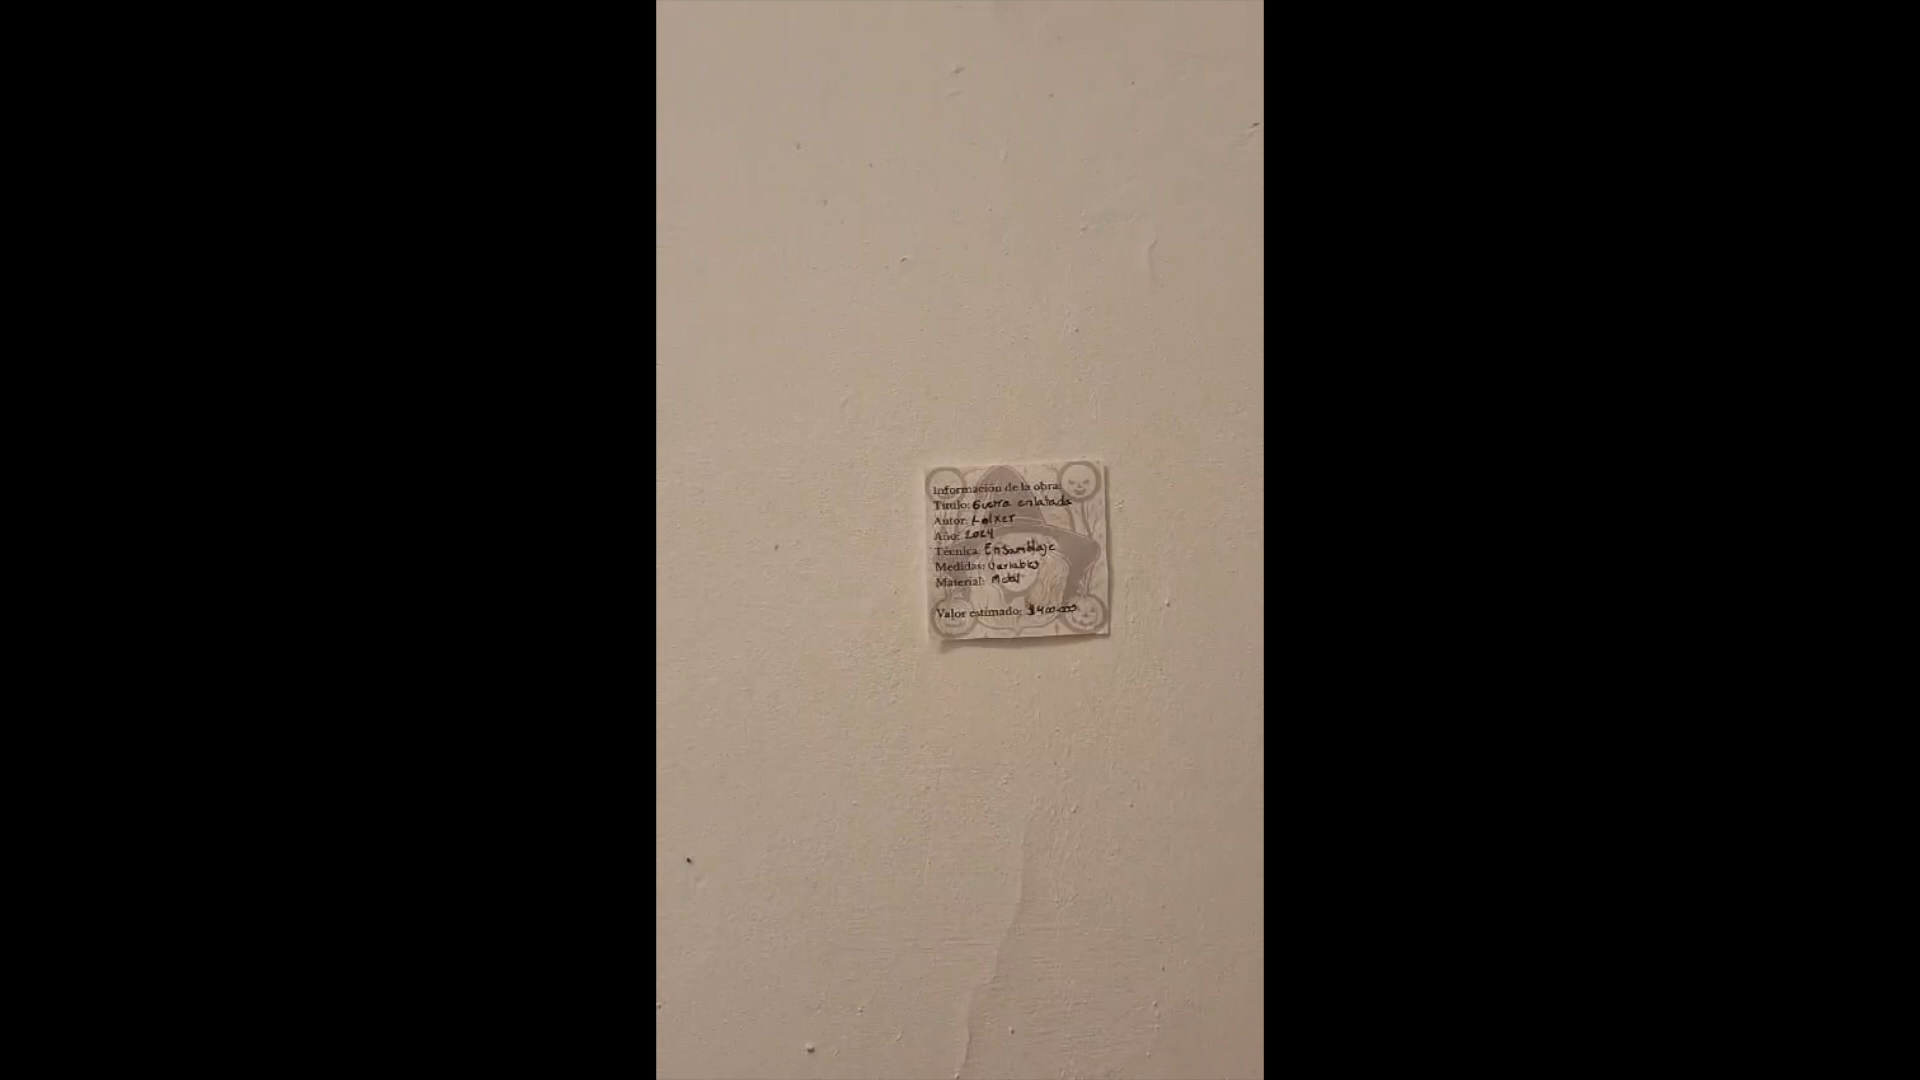 Información de la obra:
Título: Guerra enlatada
Autor:
Año: 2024
Técnica: Ensamblaje
Medidas: Variables
Material: Metal
Valor estimado: $400.000